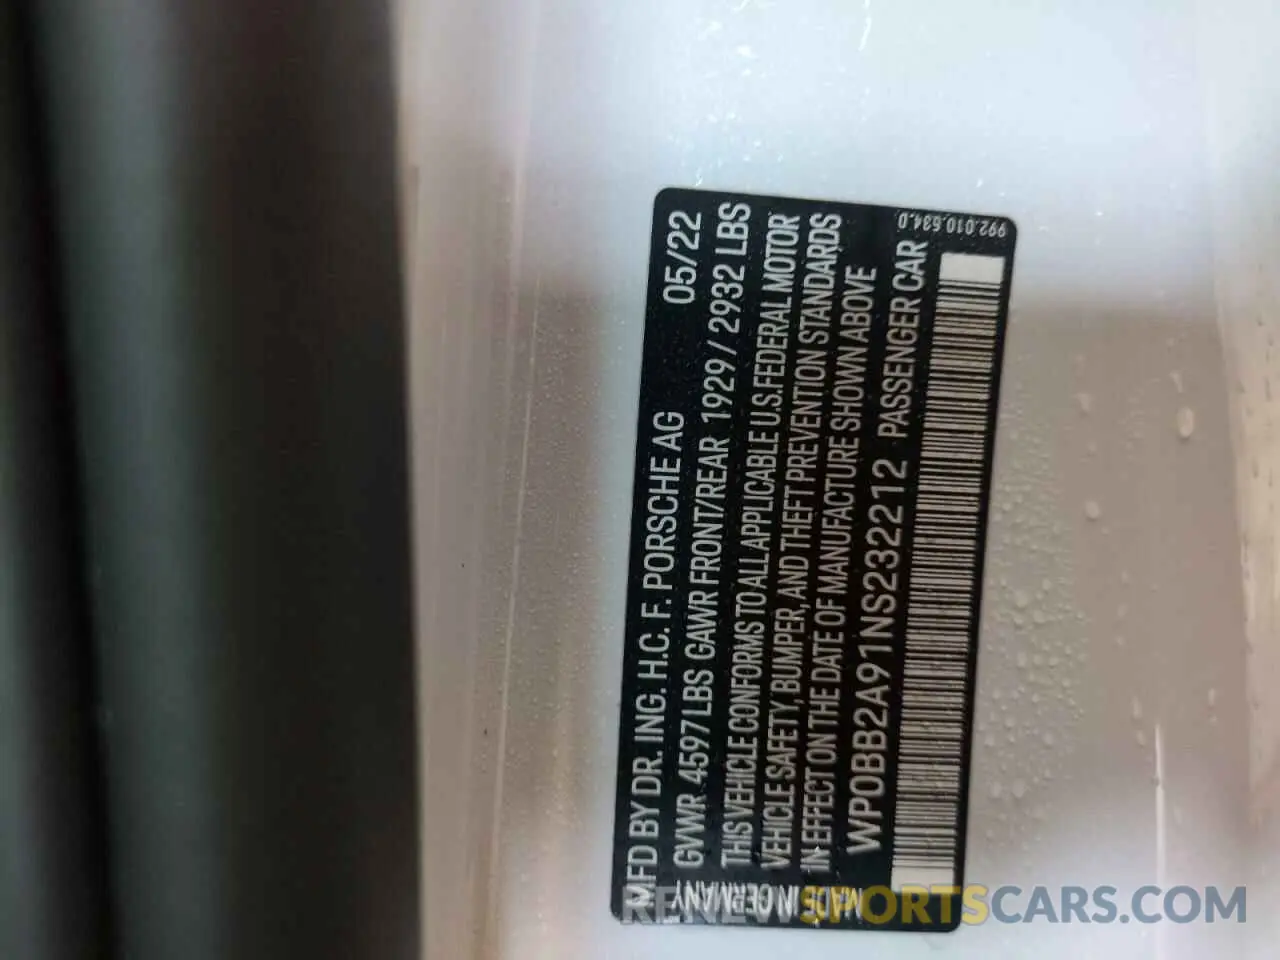 MFD BY DR. ING. H.C. F. PORSCHE AG 05/22
GVWR 4597 LBS GAWR FRONT/REAR 1929 / 2932 LBS
THIS VEHICLE CONFORMS TO ALL APPLICABLE U.S. FEDERAL MOTOR
VEHICLE SAFETY, BUMPER, AND THEFT PREVENTION STANDARDS
IN EFFECT ON THE DATE OF MANUFACTURE SHOWN ABOVE
WP0BB2A91NS232212 PASSENGER CAR
MADE IN GERMANY
992.010.634.D
RENEWSPORTSCARS.COM